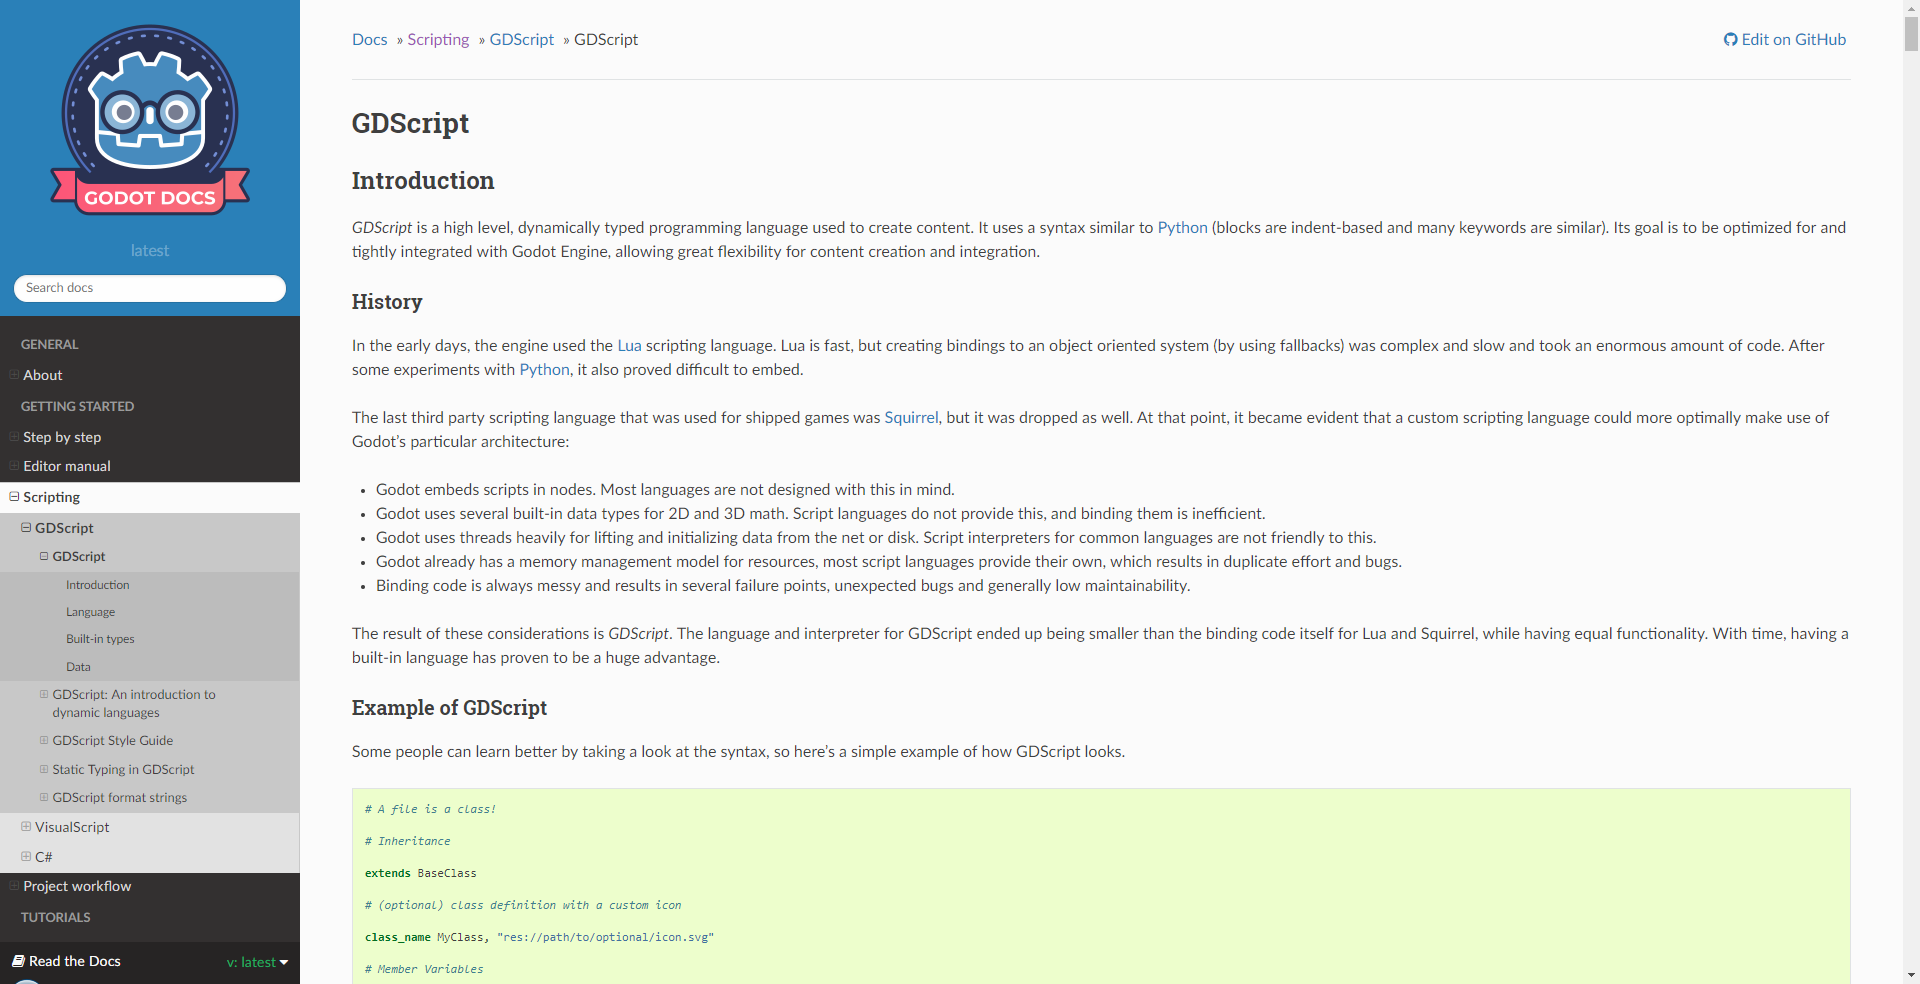 GODOT DOCS
latest
Search docs
GENERAL
About
GETTING STARTED
Step by step
Editor manual
Scripting
GDScript
GDScript
Introduction
Language
Built-in types
Data
GDScript: An introduction to
dynamic languages
GDScript Style Guide
Static Typing in GDScript
GDScript format strings
VisualScript
C#
Project workflow
TUTORIALS
Read the Docs
v: latest
Docs » Scripting » GDScript » GDScript
Edit on GitHub
GDScript
Introduction
GDScript is a high level, dynamically typed programming language used to create content. It uses a syntax similar to Python (blocks are indent-based and many keywords are similar). Its goal is to be optimized for and
tightly integrated with Godot Engine, allowing great flexibility for content creation and integration.
History
In the early days, the engine used the Lua scripting language. Lua is fast, but creating bindings to an object oriented system (by using fallbacks) was complex and slow and took an enormous amount of code. After
some experiments with Python, it also proved difficult to embed.
The last third party scripting language that was used for shipped games was Squirrel, but it was dropped as well. At that point, it became evident that a custom scripting language could more optimally make use of
Godot’s particular architecture:
• Godot embeds scripts in nodes. Most languages are not designed with this in mind.
• Godot uses several built-in data types for 2D and 3D math. Script languages do not provide this, and binding them is inefficient.
• Godot uses threads heavily for lifting and initializing data from the net or disk. Script interpreters for common languages are not friendly to this.
• Godot already has a memory management model for resources, most script languages provide their own, which results in duplicate effort and bugs.
• Binding code is always messy and results in several failure points, unexpected bugs and generally low maintainability.
The result of these considerations is GDScript. The language and interpreter for GDScript ended up being smaller than the binding code itself for Lua and Squirrel, while having equal functionality. With time, having a
built-in language has proven to be a huge advantage.
Example of GDScript
Some people can learn better by taking a look at the syntax, so here’s a simple example of how GDScript looks.
# A file is a class!
# Inheritance
extends BaseClass
# (optional) class definition with a custom icon
class_name MyClass, "res://path/to/optional/icon.svg"
# Member Variables